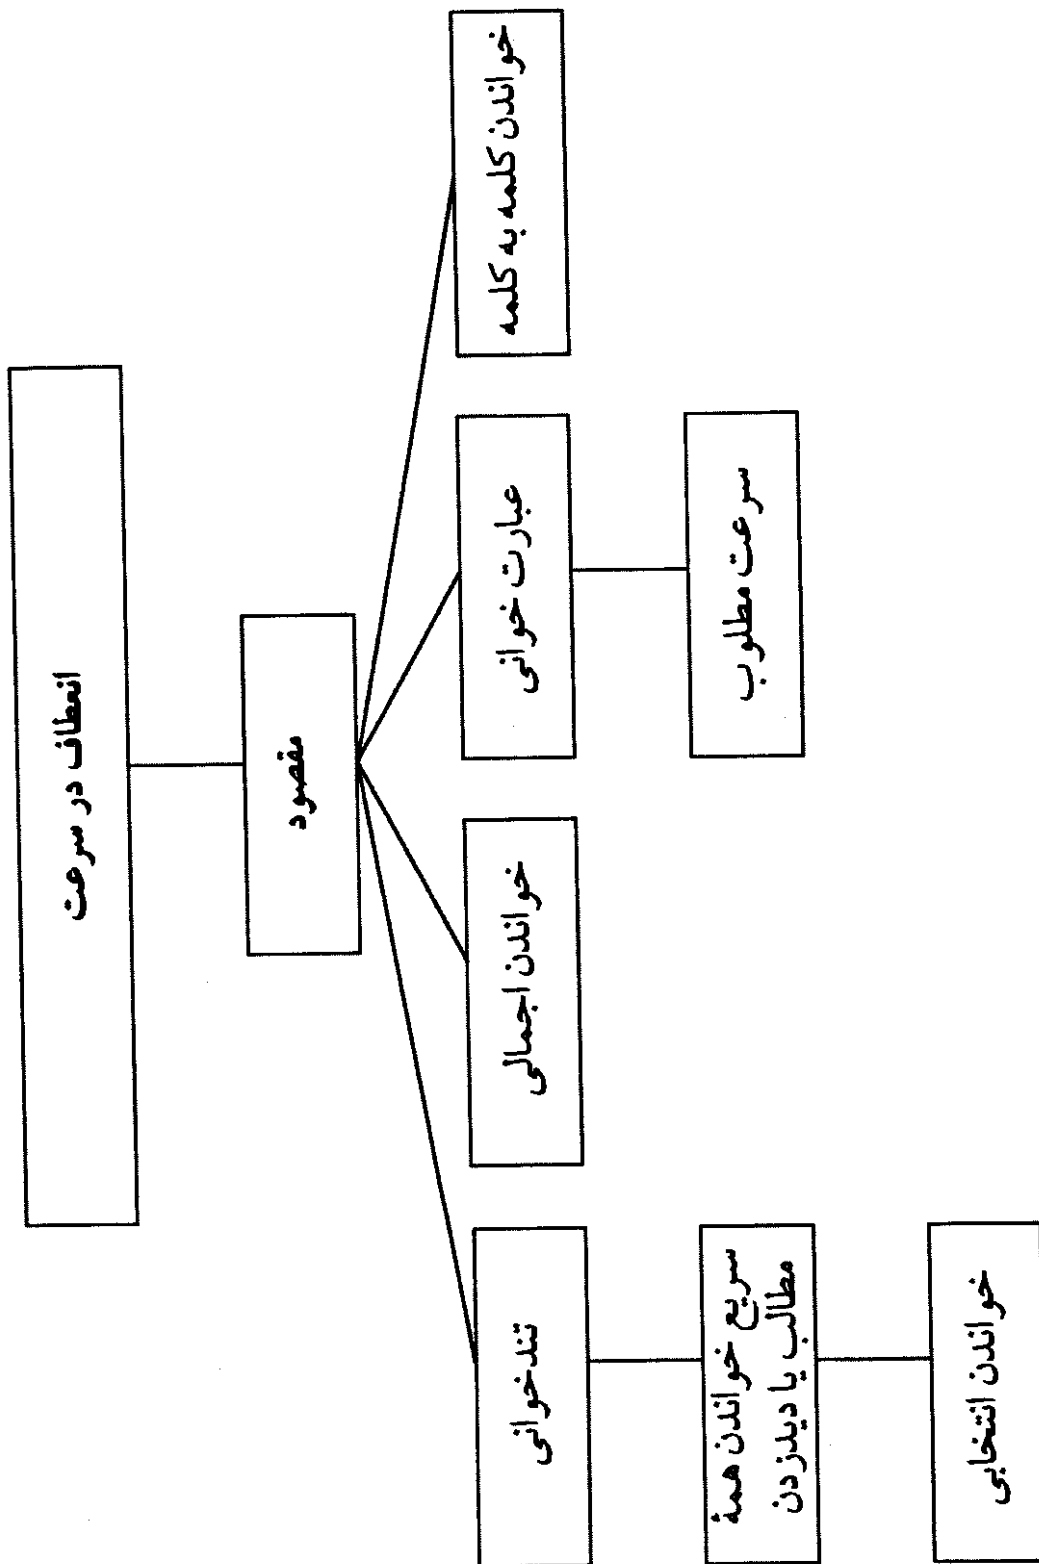 انعطاف در سرعت
مقصود
خواندن کلمه به کلمه
عبارت خوانی
خواندن اجمالی
تندخوانی
سرعت مطلوب
سریع خواندن همهٔ
مطالب یا دیدزدن
خواندن انتخابی